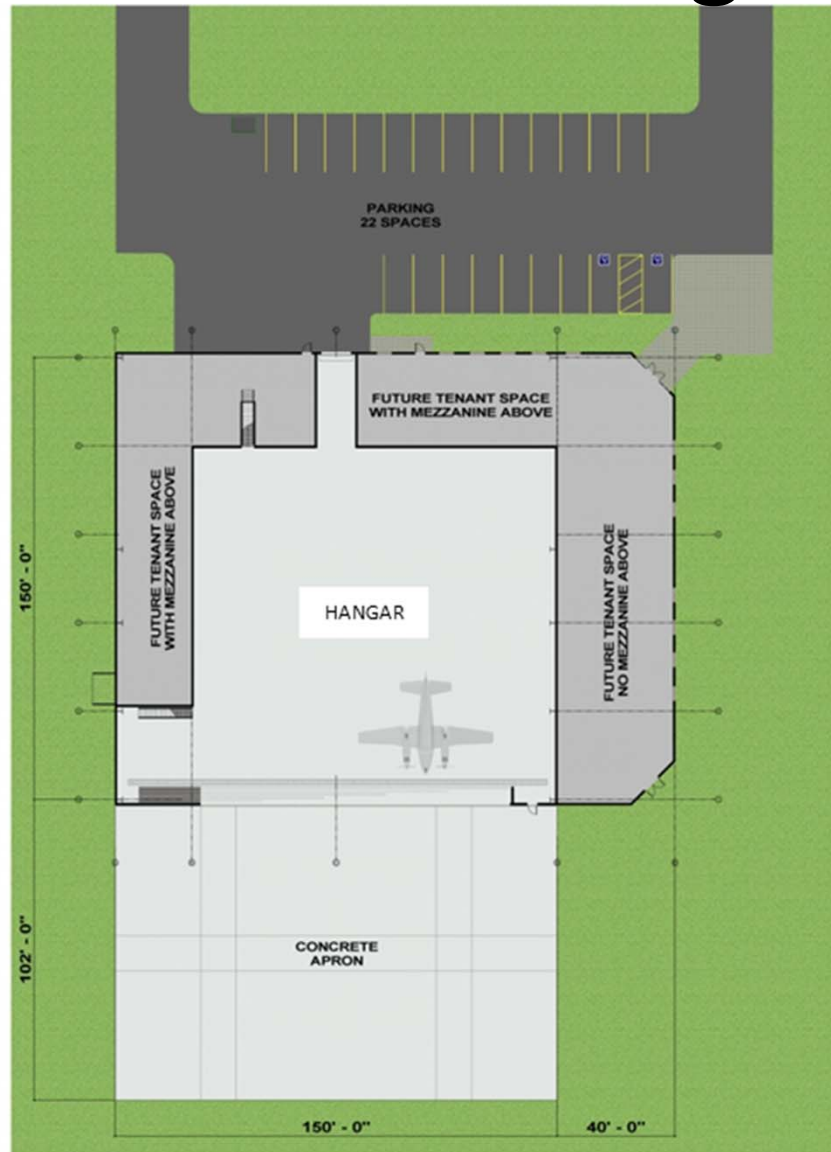 PARKING
22 SPACES
FUTURE TENANT SPACE
WITH MEZZANINE ABOVE
FUTURE TENANT SPACE
WITH MEZZANINE ABOVE
FUTURE TENANT SPACE
NO MEZZANINE ABOVE
150' - 0"
HANGAR
102' - 0"
CONCRETE
APRON
150' - 0"
40' - 0"